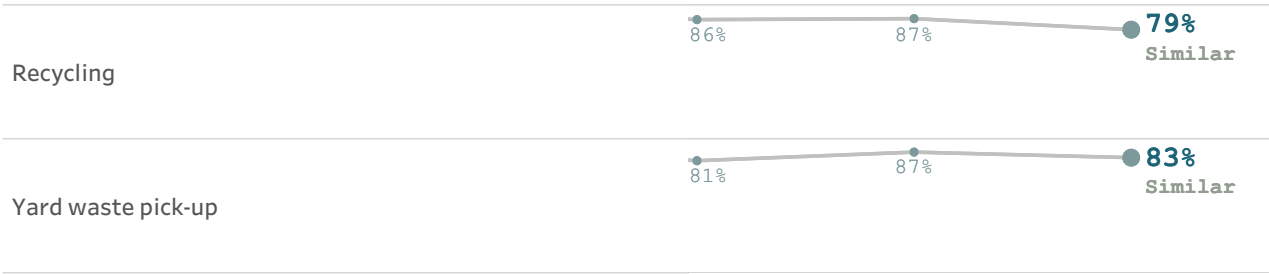 79%
86%
87%
Similar
Recycling
83%
81%
87%
Similar
Yard waste pick-up